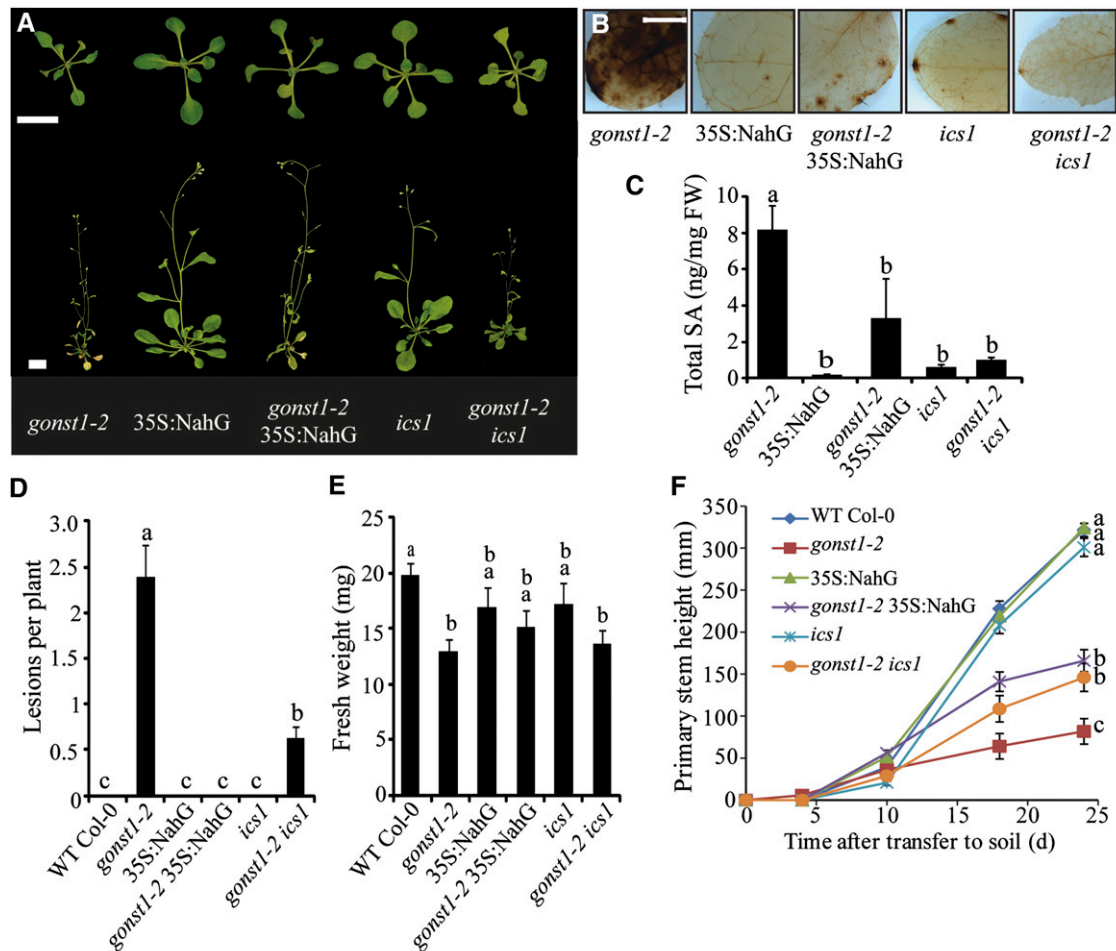 A
gonst1-2
35S:NahG
gonst1-2
35S:NahG
ics1
gonst1-2
ics1
B
gonst1-2
35S:NahG
gonst1-2
35S:NahG
ics1
gonst1-2
ics1
C
Total SA (ng/mg FW)
10
8
6
4
2
0
a
b
b
b
b
gonst1-2
35S:NahG
gonst1-2
35S:NahG
ics1
gonst1-2
ics1
D
Lesions per plant
3.0
2.5
2.0
1.5
1
0.5
0
c
a
c
c
c
b
WT Col-0
gonst1-2
35S:NahG
gonst1-2 35S:NahG
ics1
gonst1-2 ics1
E
Fresh weight (mg)
25
20
15
10
5
0
a
b
b
a
b
a
b
a
b
WT Col-0
gonst1-2
35S:NahG
gonst1-2 35S:NahG
ics1
gonst1-2 ics1
F
Primary stem height (mm)
350
300
250
200
150
100
50
0
WT Col-0
gonst1-2
35S:NahG
gonst1-2 35S:NahG
ics1
gonst1-2 ics1
a
a
a
b
b
c
0
5
10
15
20
25
Time after transfer to soil (d)